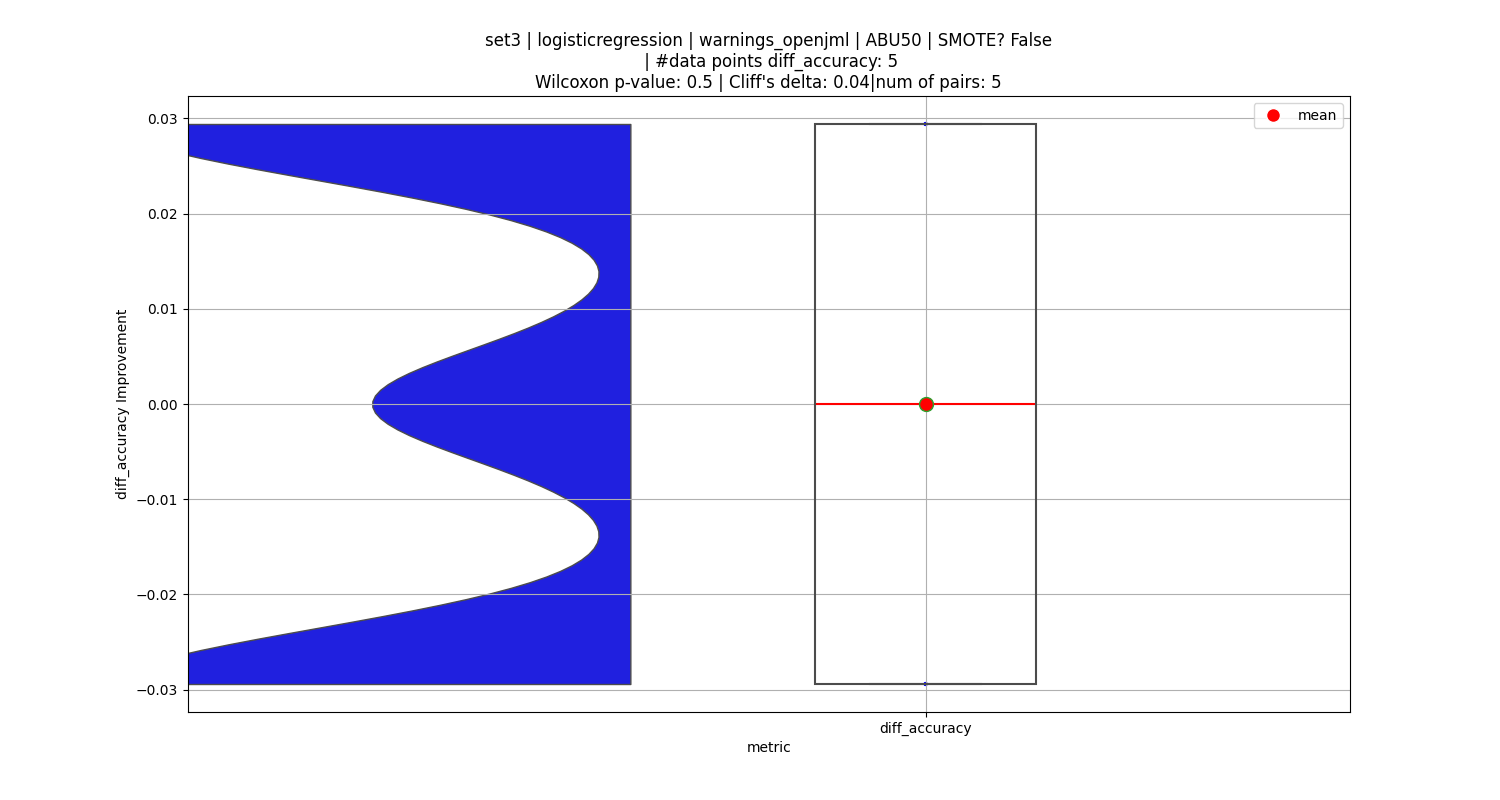 set3 | logisticregression | warnings_openjml | ABU50 | SMOTE? False
| #data points diff_accuracy: 5
Wilcoxon p-value: 0.5 | Cliff's delta: 0.04|num of pairs: 5
mean
0.03
0.02
0.01
0.00
−0.01
−0.02
−0.03
diff_accuracy Improvement
diff_accuracy
metric